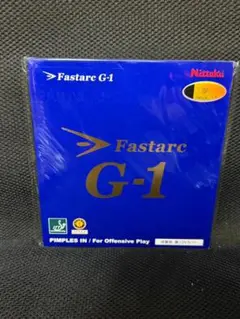 Fastarc G-1
Nittaku
Fastarc
G-1
PIMPLES IN / For Offensive Play